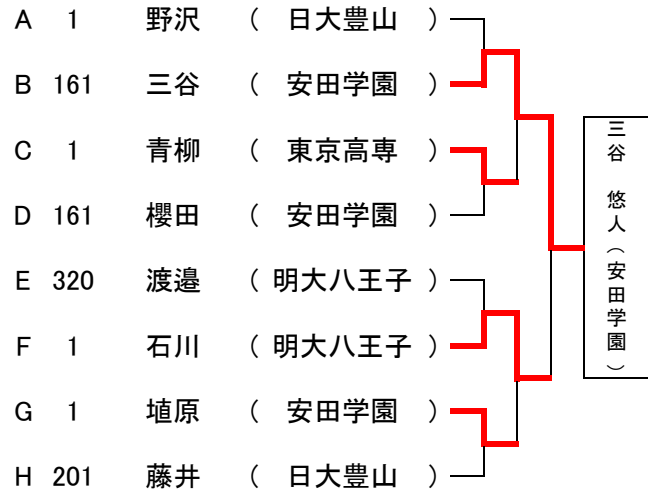 A 1 野沢 ( 日大豊山 )
B 161 三谷 ( 安田学園 )
C 1 青柳 ( 東京高専 )
D 161 櫻田 ( 安田学園 )
E 320 渡邉 ( 明大八王子 )
F 1 石川 ( 明大八王子 )
G 1 埴原 ( 安田学園 )
H 201 藤井 ( 日大豊山 )
三谷 悠人(安田学園)